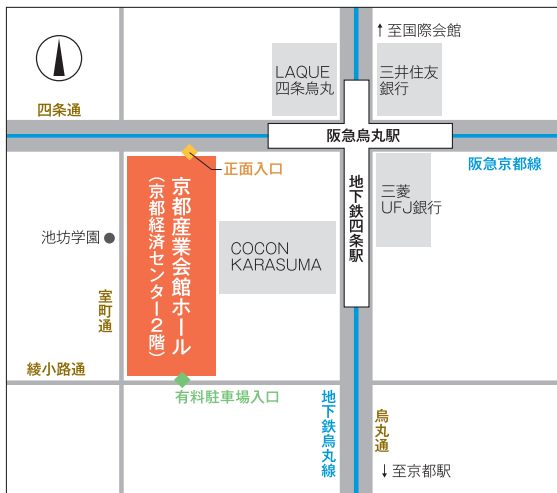 ↑至国際会館
LAQUE
四条烏丸
三井住友
銀行
四条通
阪急烏丸駅
阪急京都線
正面入口
地下鉄四条駅
三菱
UFJ銀行
京都産業会館ホール
（京都経済センター2階）
池坊学園
COCON
KARASUMA
室町通
綾小路通
有料駐車場入口
地下鉄烏丸線
烏丸通
↓至京都駅